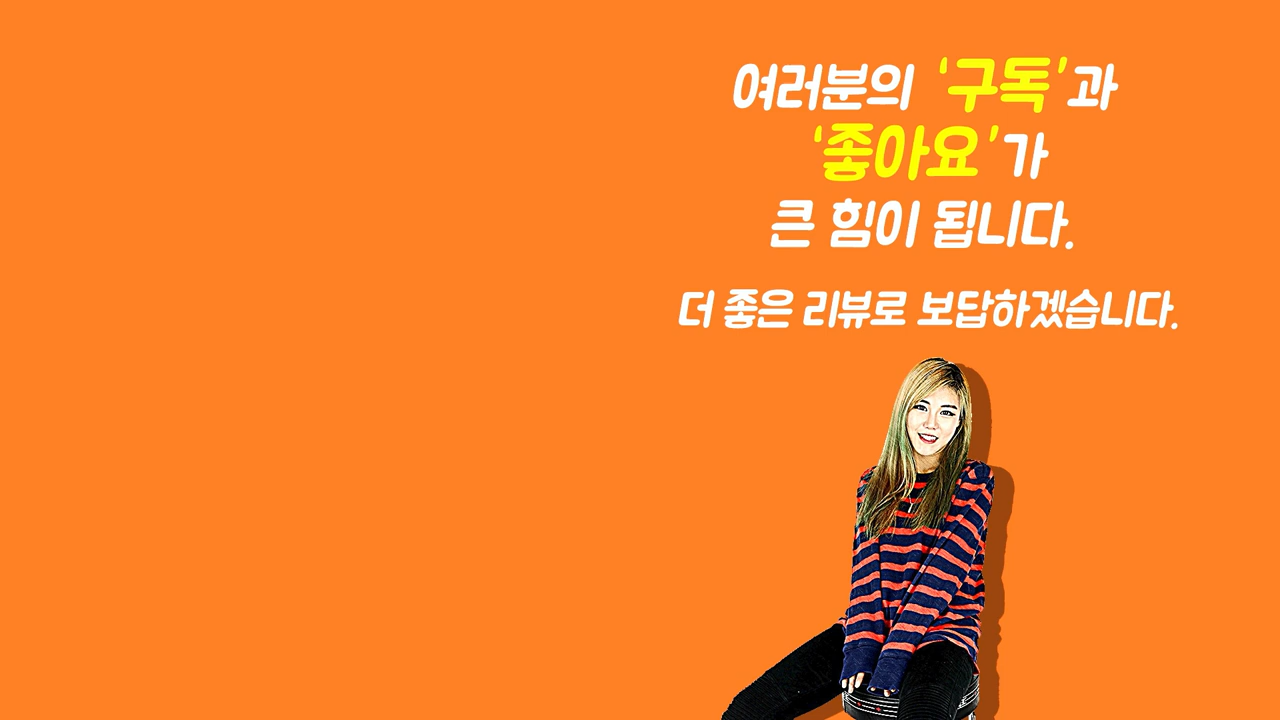 여러분의 ‘구독’과
‘좋아요’가
큰 힘이 됩니다.
더 좋은 리뷰로 보답하겠습니다.